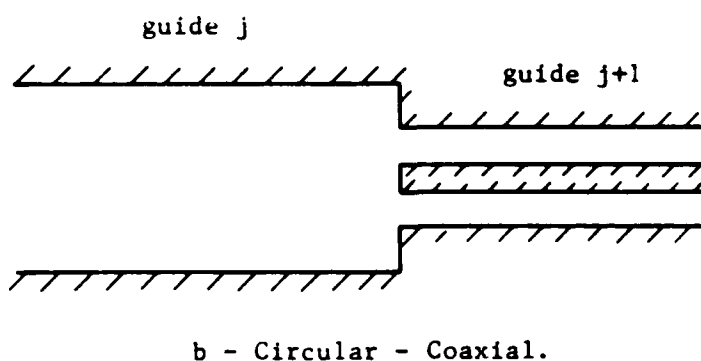 guide j
guide j+1
b - Circular - Coaxial.